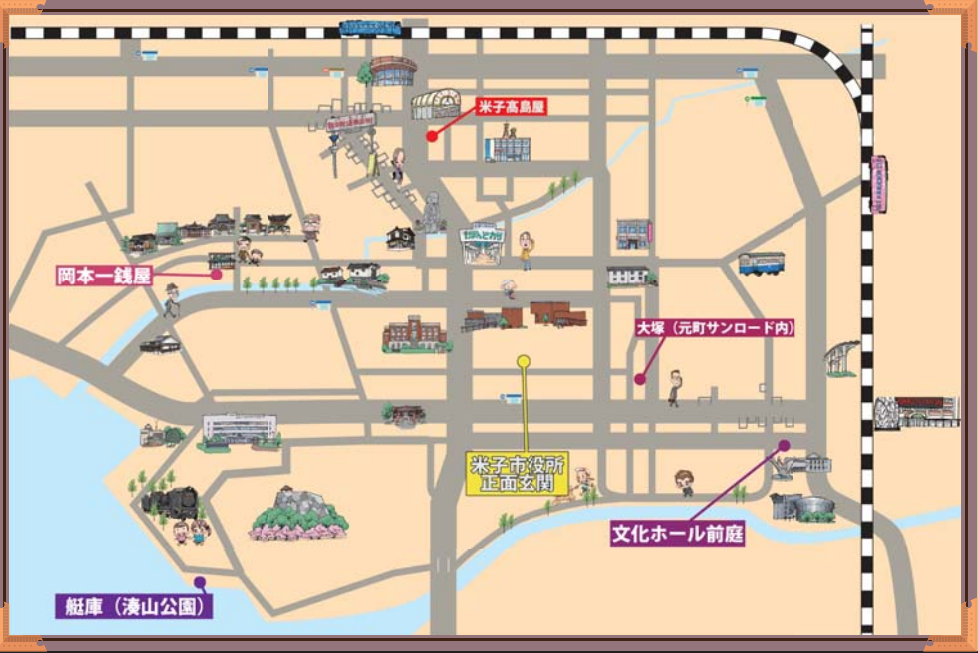 米子髙島屋
岡本一銭屋
大塚（元町サンロード内）
米子市役所
正面玄関
文化ホール前庭
艇庫（湊山公園）